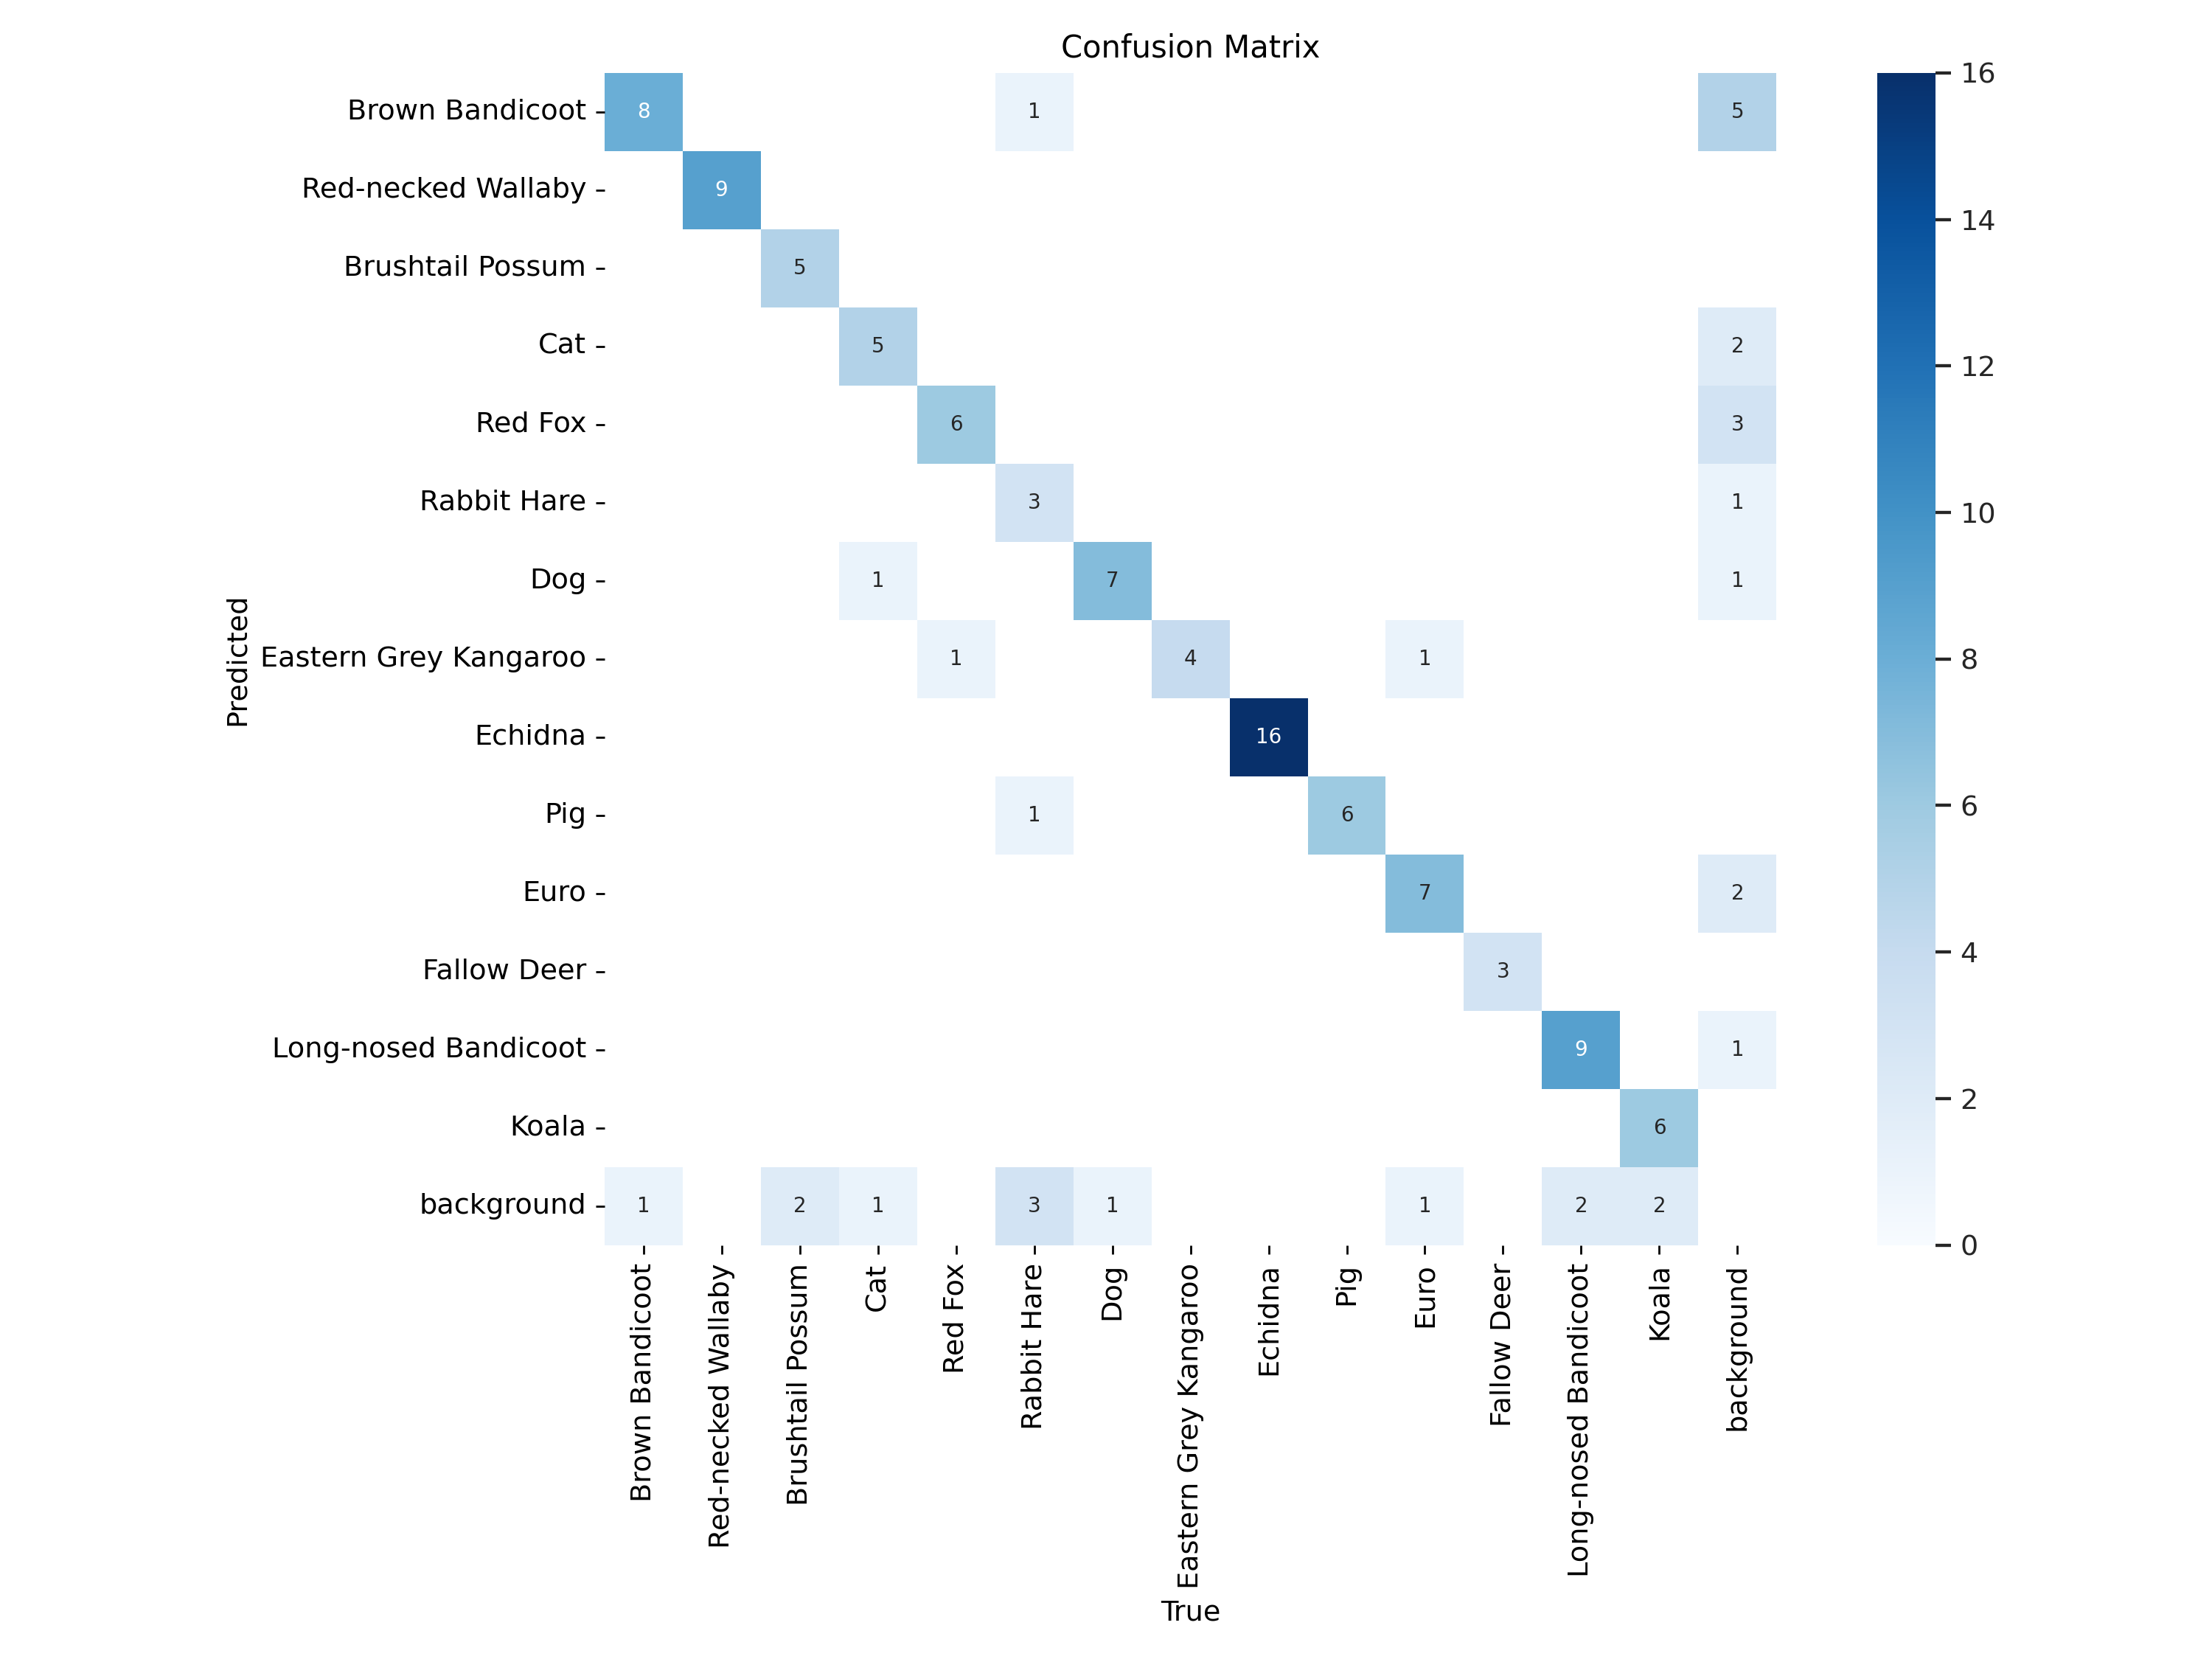 Confusion Matrix
Brown Bandicoot 8 1 5
Red-necked Wallaby 9
Brushtail Possum 5
Cat 5 2
Red Fox 6 3
Rabbit Hare 3 1
Dog 1 7 1
Eastern Grey Kangaroo 1 4 1
Echidna 16
Pig 1 6
Euro 7 2
Fallow Deer 3
Long-nosed Bandicoot 9 1
Koala 6
background 1 2 1 3 1 1 2 2
Predicted
Brown Bandicoot
Red-necked Wallaby
Brushtail Possum
Cat
Red Fox
Rabbit Hare
Dog
Eastern Grey Kangaroo
Echidna
Pig
Euro
Fallow Deer
Long-nosed Bandicoot
Koala
background
True
16
14
12
10
8
6
4
2
0